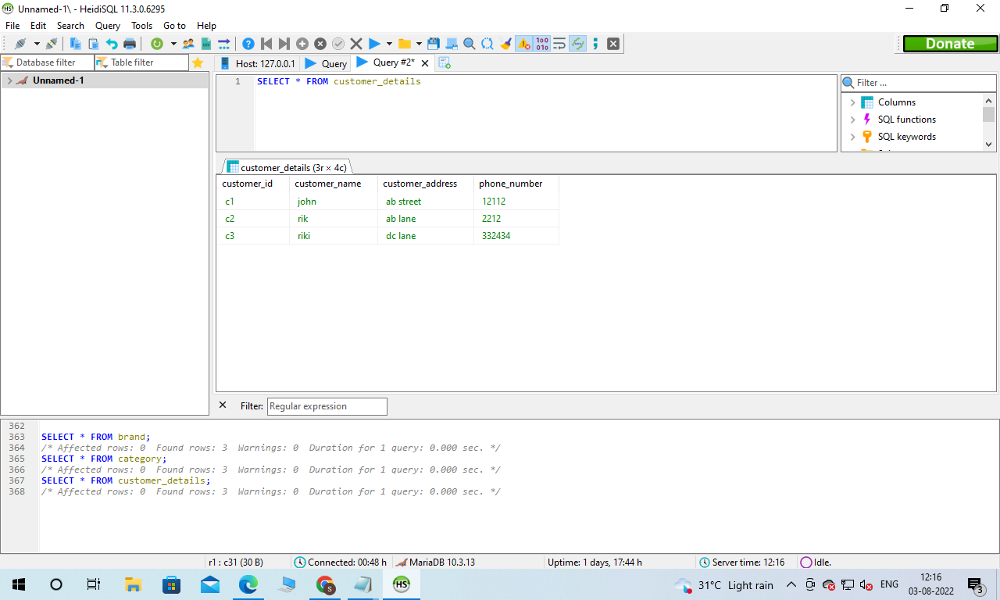 HS Unnamed-1\ - HeidiSQL 11.3.0.6295
File Edit Search Query Tools Go to Help
Donate
Database filter Table filter Host: 127.0.0.1 Query Query #2*
Unnamed-1
1 SELECT * FROM customer_details
Filter ...
Columns
SQL functions
SQL keywords
customer_details (3r × 4c)
customer_id customer_name customer_address phone_number
c1 john ab street 12112
c2 rik ab lane 2212
c3 riki dc lane 332434
Filter: Regular expression
362
363 SELECT * FROM brand;
364 /* Affected rows: 0 Found rows: 3 Warnings: 0 Duration for 1 query: 0.000 sec. */
365 SELECT * FROM category;
366 /* Affected rows: 0 Found rows: 3 Warnings: 0 Duration for 1 query: 0.000 sec. */
367 SELECT * FROM customer_details;
368 /* Affected rows: 0 Found rows: 3 Warnings: 0 Duration for 1 query: 0.000 sec. */
r1 : c31 (30 B) Connected: 00:48 h MariaDB 10.3.13 Uptime: 1 days, 17:44 h Server time: 12:16 Idle.
S HS 31°C Light rain ENG 12:16
03-08-2022 3